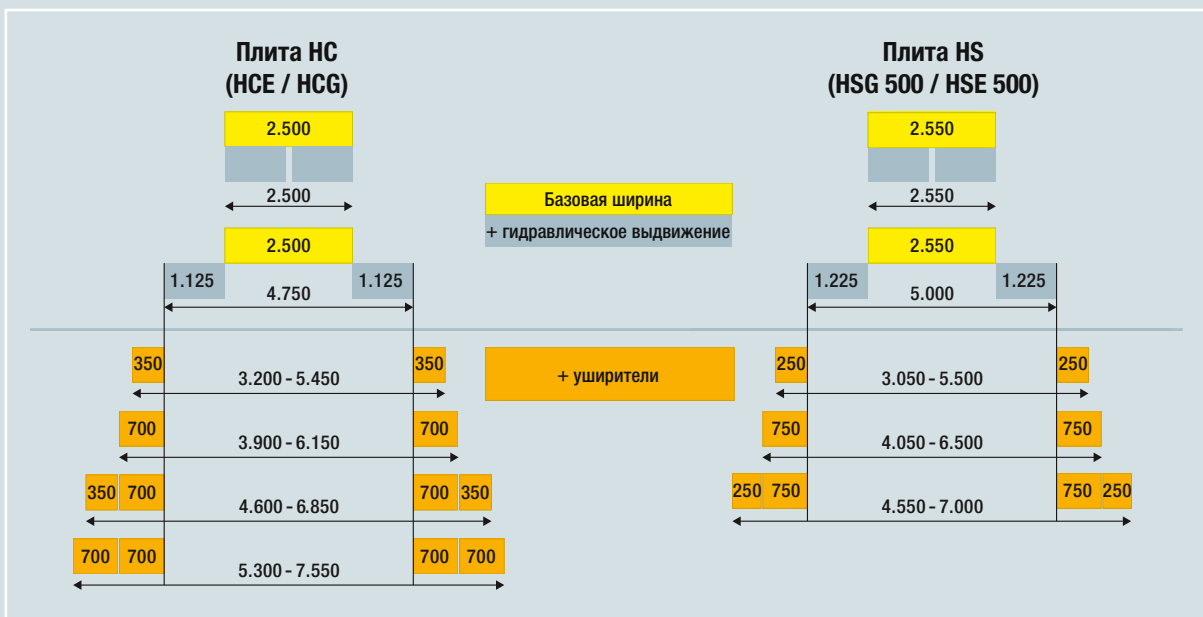 Плита HC
(HCE / HCG)
2.500
2.500
2.500
1.125
1.125
4.750
Плита HS
(HSG 500 / HSE 500)
2.550
2.550
2.550
1.225
1.225
5.000
Базовая ширина
+ гидравлическое выдвижение
+ уширители
350
350
3.200 - 5.450
700
700
3.900 - 6.150
350 700
700 350
4.600 - 6.850
700 700
700 700
5.300 - 7.550
250
250
3.050 - 5.500
750
750
4.050 - 6.500
250 750
750 250
4.550 - 7.000